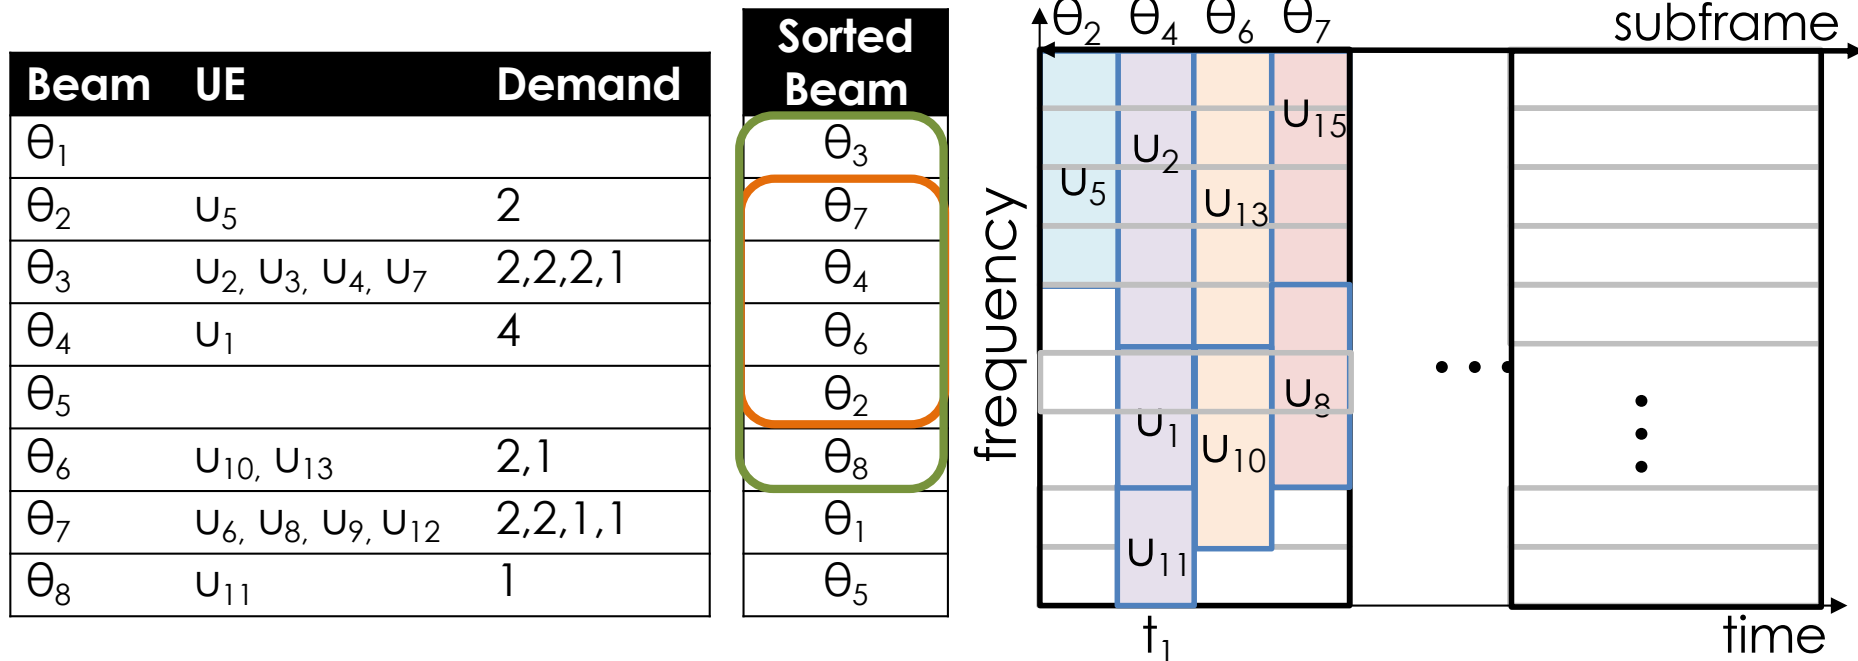 Beam UE Demand
θ1
θ2 U5 2
θ3 U2, U3, U4, U7 2,2,2,1
θ4 U1 4
θ5
θ6 U10, U13 2,1
θ7 U6, U8, U9, U12 2,2,1,1
θ8 U11 1
Sorted
Beam
θ3
θ7
θ4
θ6
θ2
θ8
θ1
θ5
θ2 θ4 θ6 θ7 subframe
frequency
U15
U2
U5
U13
U8
U1
U10
U11
t1
time